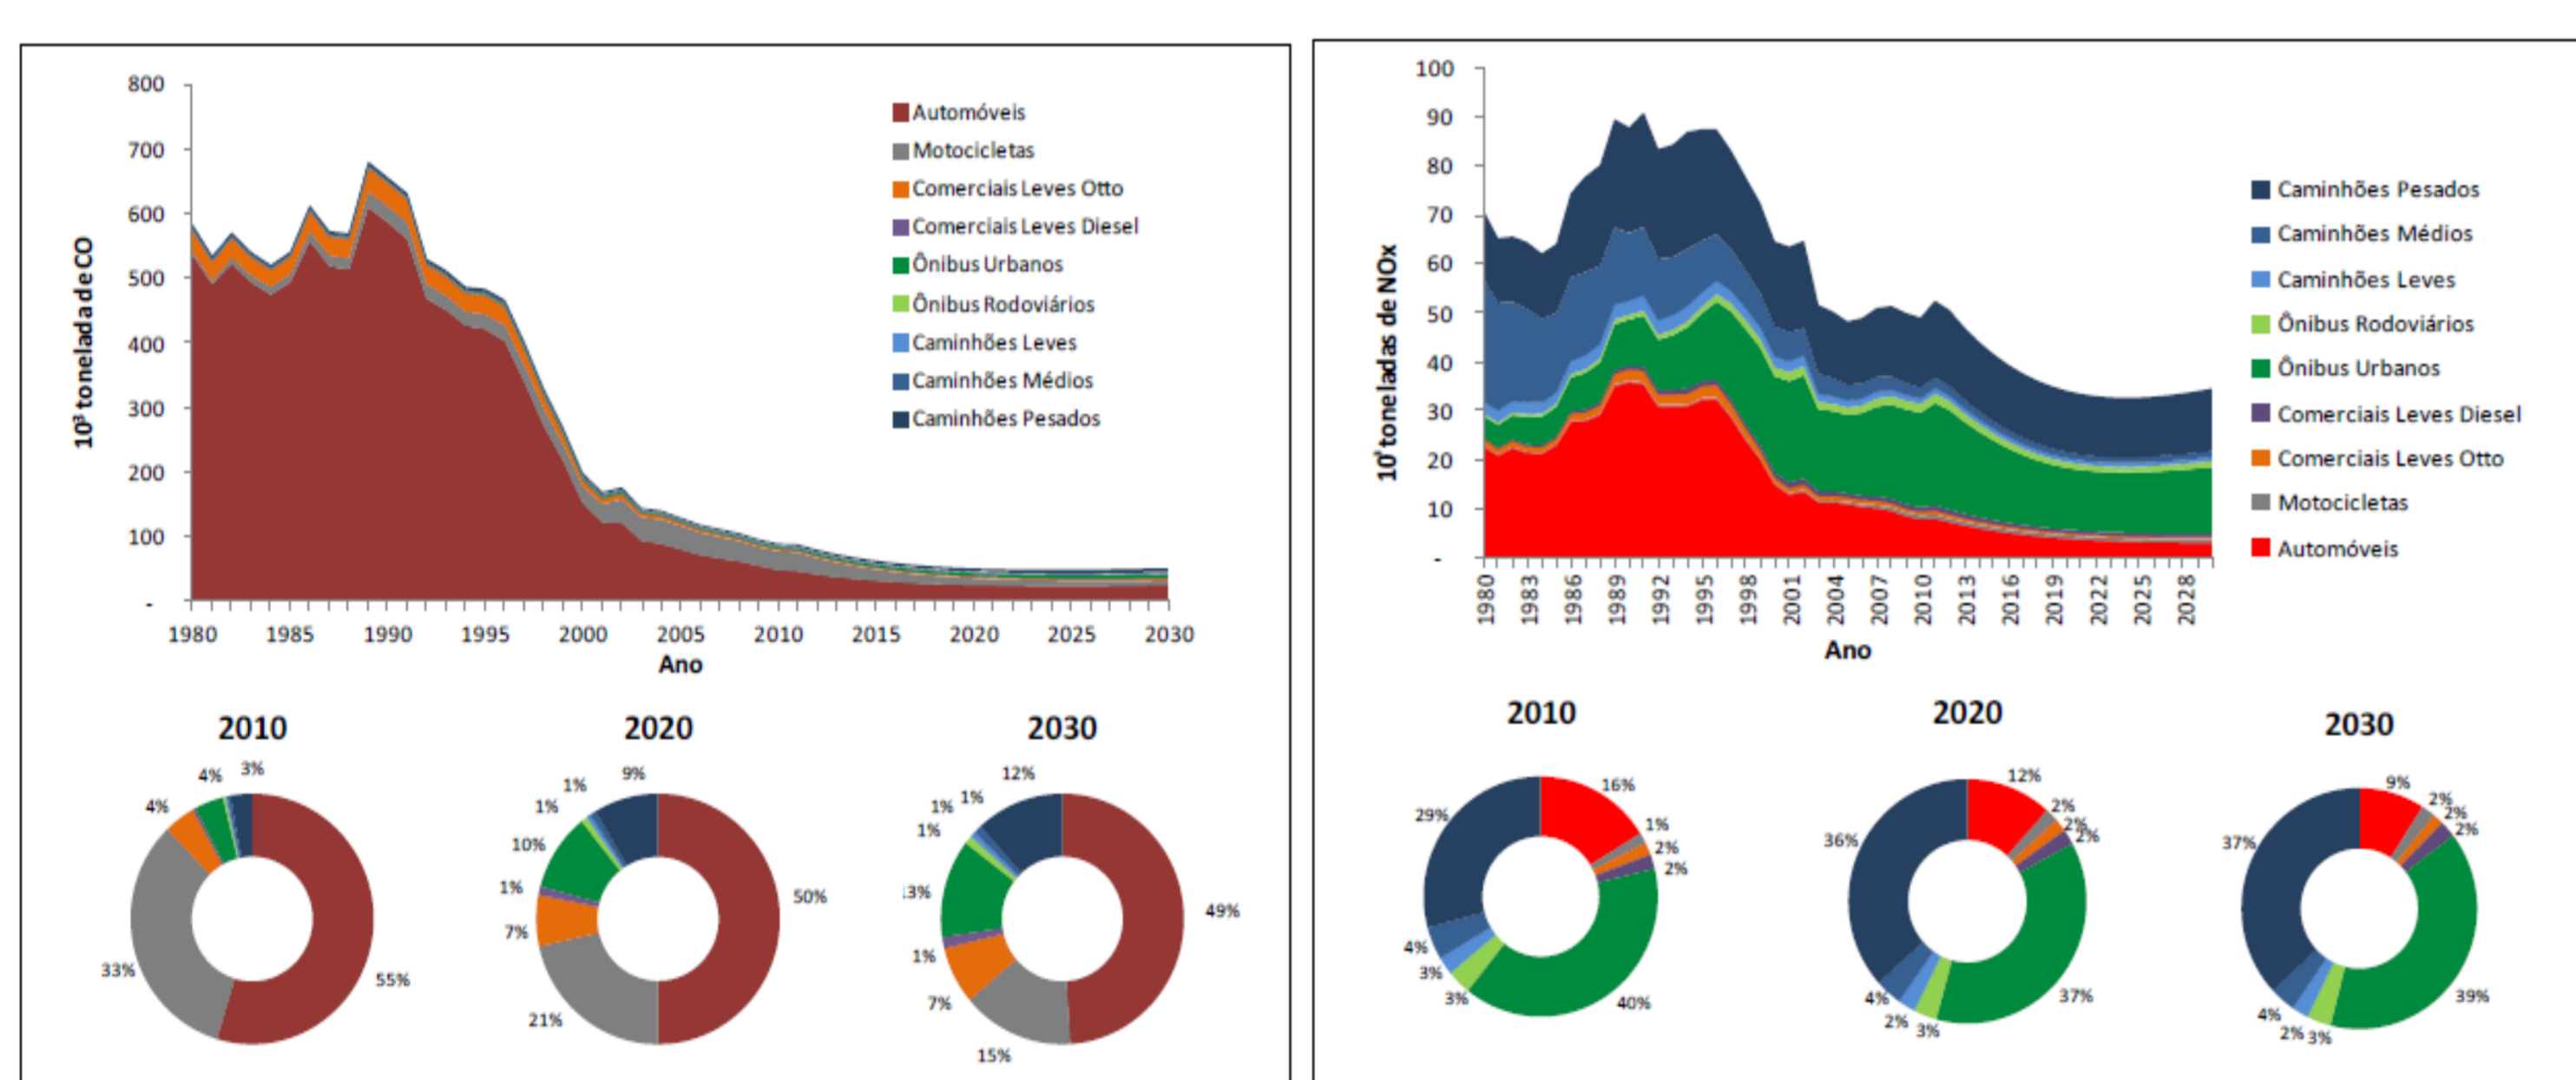 800
700
600
500
400
300
200
100
-
10³ tonelada de CO
1980 1985 1990 1995 2000 2005 2010 2015 2020 2025 2030
Ano
Automóveis
Motocicletas
Comerciais Leves Otto
Comerciais Leves Diesel
Ônibus Urbanos
Ônibus Rodoviários
Caminhões Leves
Caminhões Médios
Caminhões Pesados
2010
4% 3%
4%
33%
55%
2020
9%
1%
1%
10%
1%
50%
7%
21%
2030
12%
1% 1%
1%
13%
49%
1%
7%
15%
100
90
80
70
60
50
40
30
20
10
-
toneladas de NOx
1980 1983 1986 1989 1992 1995 1998 2001 2004 2007 2010 2013 2016 2019 2022 2025 2028
Ano
Caminhões Pesados
Caminhões Médios
Caminhões Leves
Ônibus Rodoviários
Ônibus Urbanos
Comerciais Leves Diesel
Comerciais Leves Otto
Motocicletas
Automóveis
2010
16%
29%
1%
2%
2%
4%
3%
3%
40%
2020
12%
2%
2%
2%
36%
4%
37%
2% 3%
2030
9%
2%
2%
2%
37%
39%
4%
2% 3%